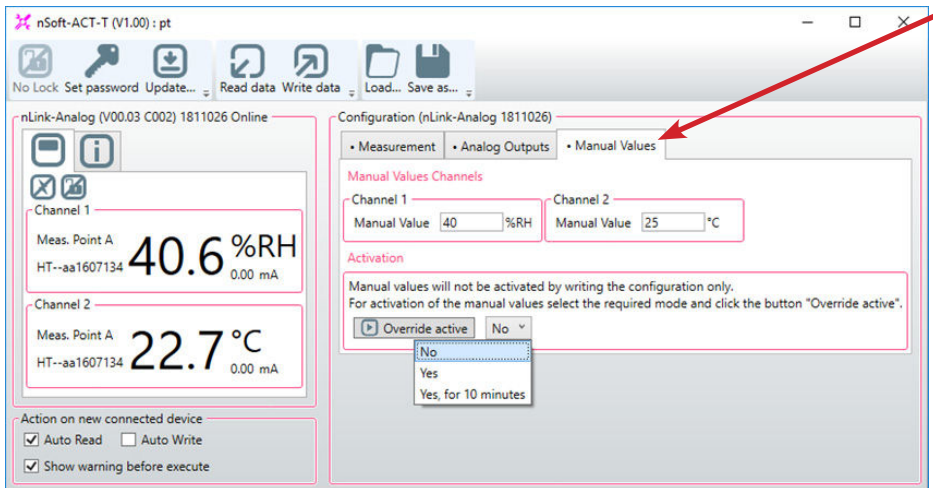 nSoft-ACT-T (V1.00) : pt
No Lock Set password Update... Read data Write data Load... Save as...
nLink-Analog (V00.03 C002) 1811026 Online
Channel 1
Meas. Point A
HT--aa1607134
40.6 %RH
0.00 mA
Channel 2
Meas. Point A
HT--aa1607134
22.7 °C
0.00 mA
Action on new connected device
Auto Read Auto Write
Show warning before execute
Configuration (nLink-Analog 1811026)
• Measurement • Analog Outputs • Manual Values
Manual Values Channels
Channel 1
Manual Value 40 %RH
Channel 2
Manual Value 25 °C
Activation
Manual values will not be activated by writing the configuration only.
For activation of the manual values select the required mode and click the button "Override active".
Override active No
No
Yes
Yes, for 10 minutes